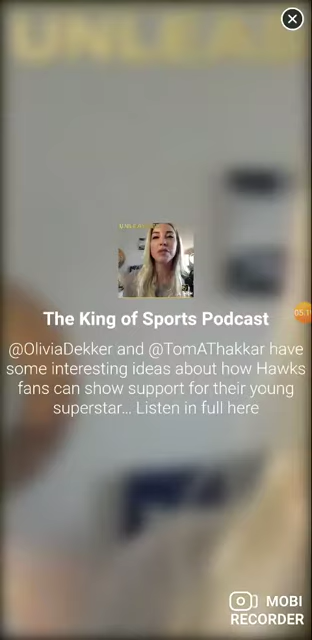 The King of Sports Podcast
@OliviaDekker and @TomAThakkar have
some interesting ideas about how Hawks
fans can show support for their young
superstar... Listen in full here
MOBI
RECORDER